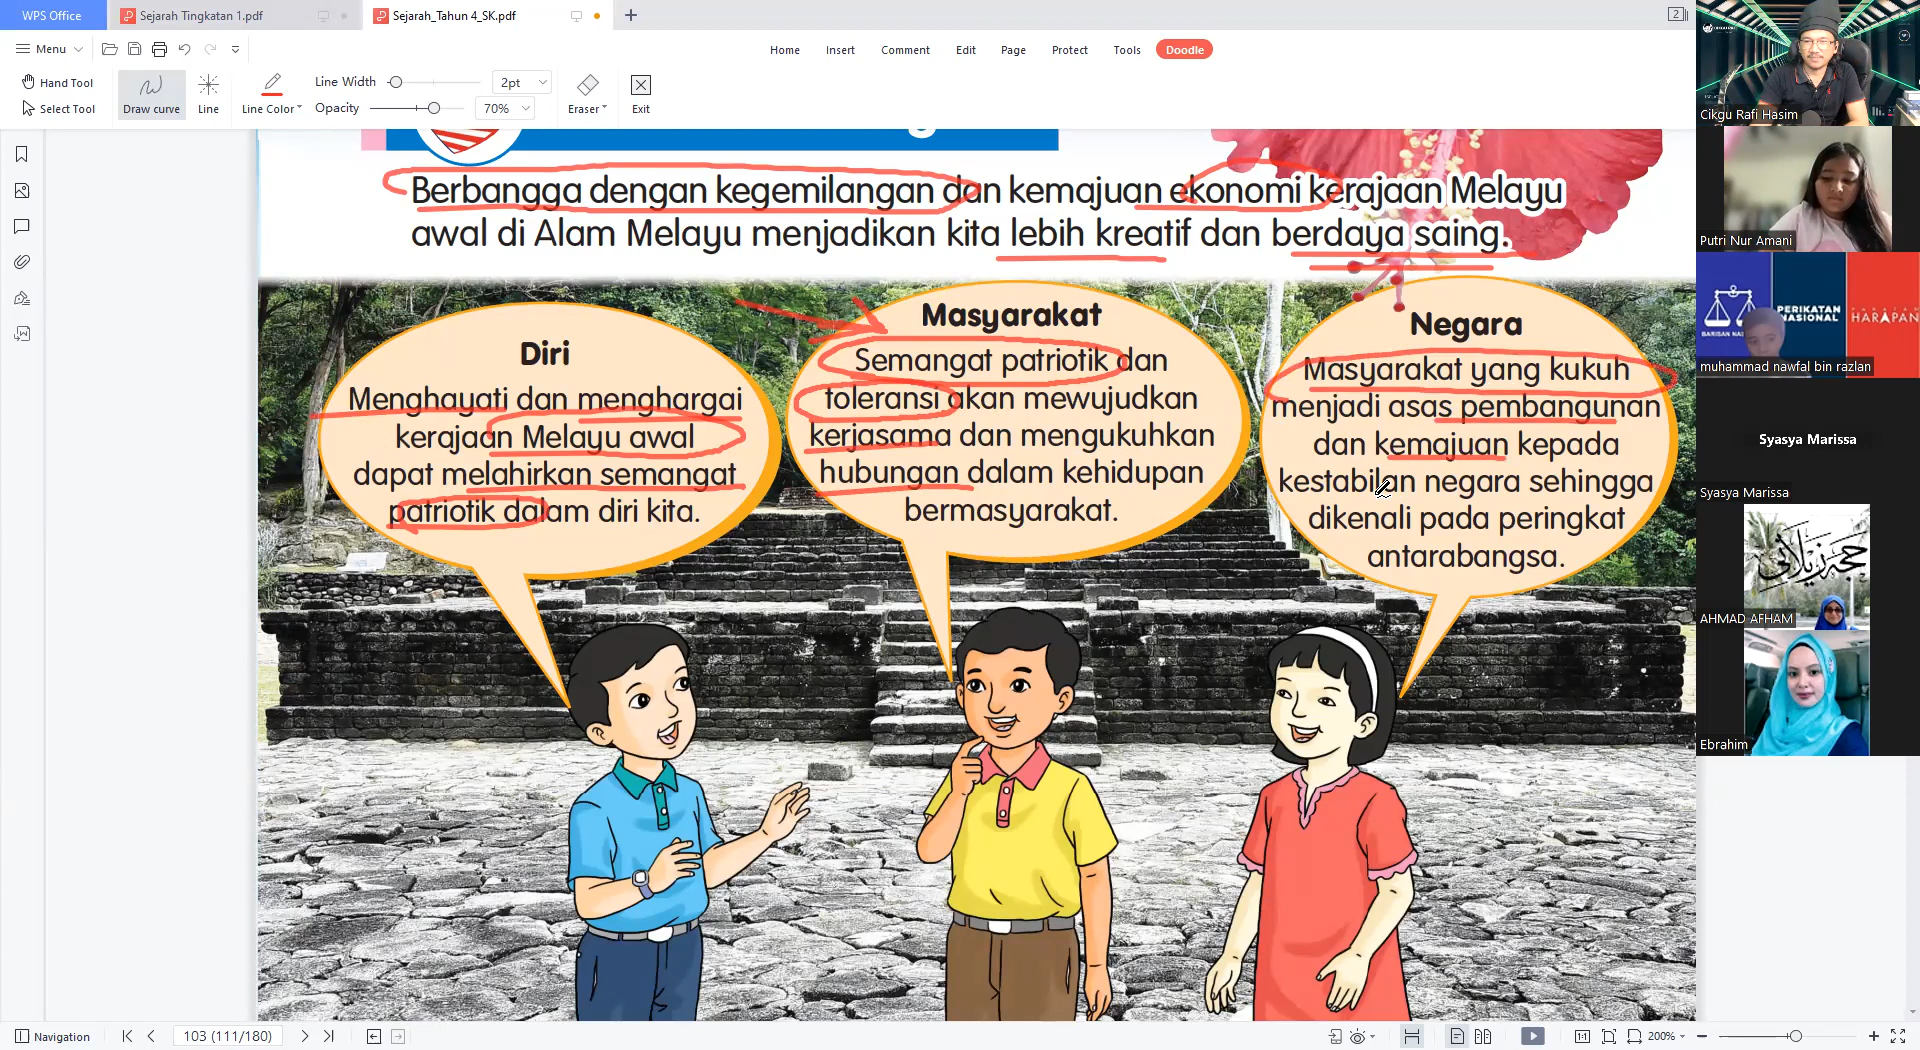 WPS Office
Sejarah Tingkatan 1.pdf
Sejarah_Tahun 4_SK.pdf
2
Menu
Home
Insert
Comment
Edit
Page
Protect
Tools
Doodle
Hand Tool
Select Tool
Draw curve
Line
Line Color
Line Width
2pt
Opacity
70%
Eraser
Exit
Berbangga dengan kegemilangan dan kemajuan ekonomi kerajaan Melayu
awal di Alam Melayu menjadikan kita lebih kreatif dan berdaya saing.
Diri
Menghayati dan menghargai
kerajaan Melayu awal
dapat melahirkan semangat
patriotik dalam diri kita.
Masyarakat
Semangat patriotik dan
toleransi akan mewujudkan
kerjasama dan mengukuhkan
hubungan dalam kehidupan
bermasyarakat.
Negara
Masyarakat yang kukuh
menjadi asas pembangunan
dan kemajuan kepada
kestabilan negara sehingga
dikenali pada peringkat
antarabangsa.
Cikgu Rafi Hasim
Putri Nur Amani
PERIKATAN
NASIONAL
HARAPAN
BARISAN
muhammad nawfal bin razlan
Syasya Marissa
Syasya Marissa
AHMAD AFHAM
Ebrahim
Navigation
103 (111/180)
1:1
200%